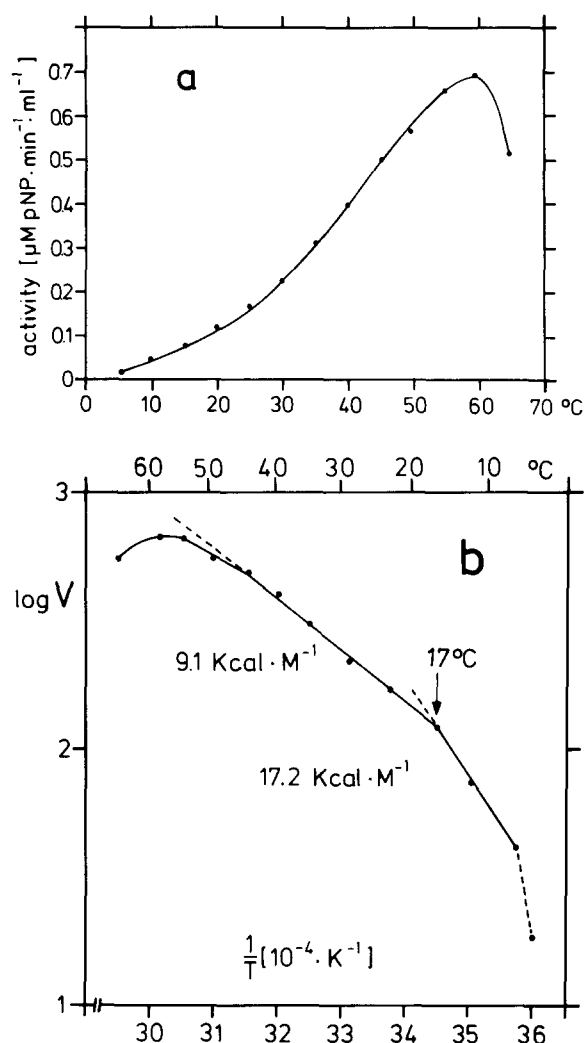 a
activity [µM pNP·min⁻¹·ml⁻¹]
0.7
0.6
0.5
0.4
0.3
0.2
0.1
0
0 10 20 30 40 50 60 70 °C
60 50 40 30 20 10 °C
b
3
log V
2
1
9.1 Kcal·M⁻¹
17°C
17.2 Kcal·M⁻¹
1/T [10⁻⁴·K⁻¹]
30 31 32 33 34 35 36